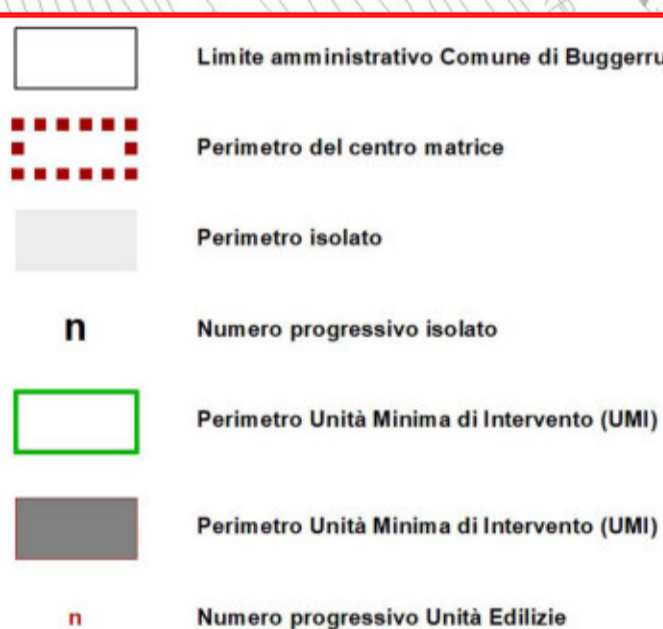 Limite amministrativo Comune di Buggerru
Perimetro del centro matrice
Perimetro isolato
n Numero progressivo isolato
Perimetro Unità Minima di Intervento (UMI)
Perimetro Unità Minima di Intervento (UMI)
n Numero progressivo Unità Edilizie